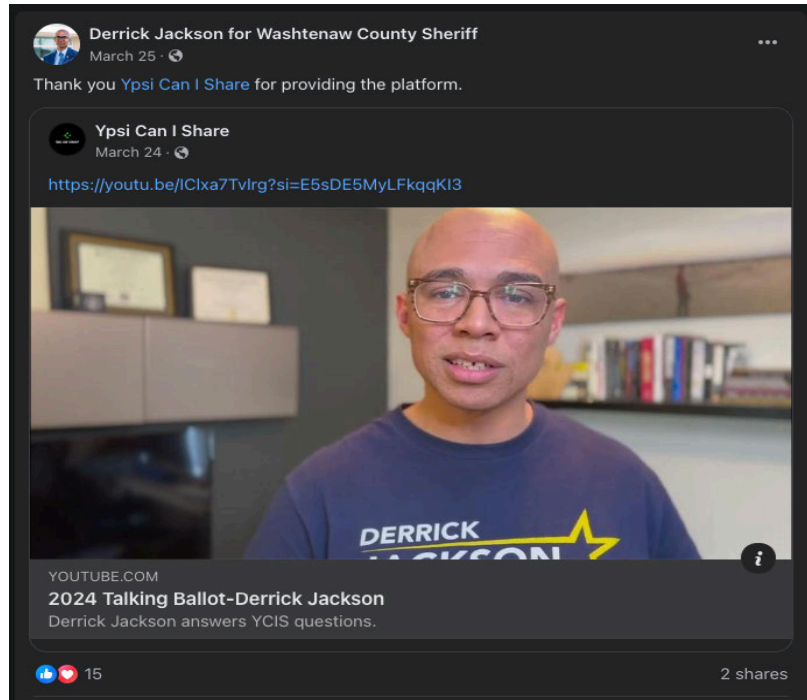 Derrick Jackson for Washtenaw County Sheriff
March 25 ·
Thank you Ypsi Can I Share for providing the platform.
Ypsi Can I Share
March 24 ·
https://youtu.be/IClxa7TvIrg?si=E5sDE5MyLFkqqKI3
DERRICK
JACKSON
YOUTUBE.COM
2024 Talking Ballot-Derrick Jackson
Derrick Jackson answers YCIS questions.
15
2 shares